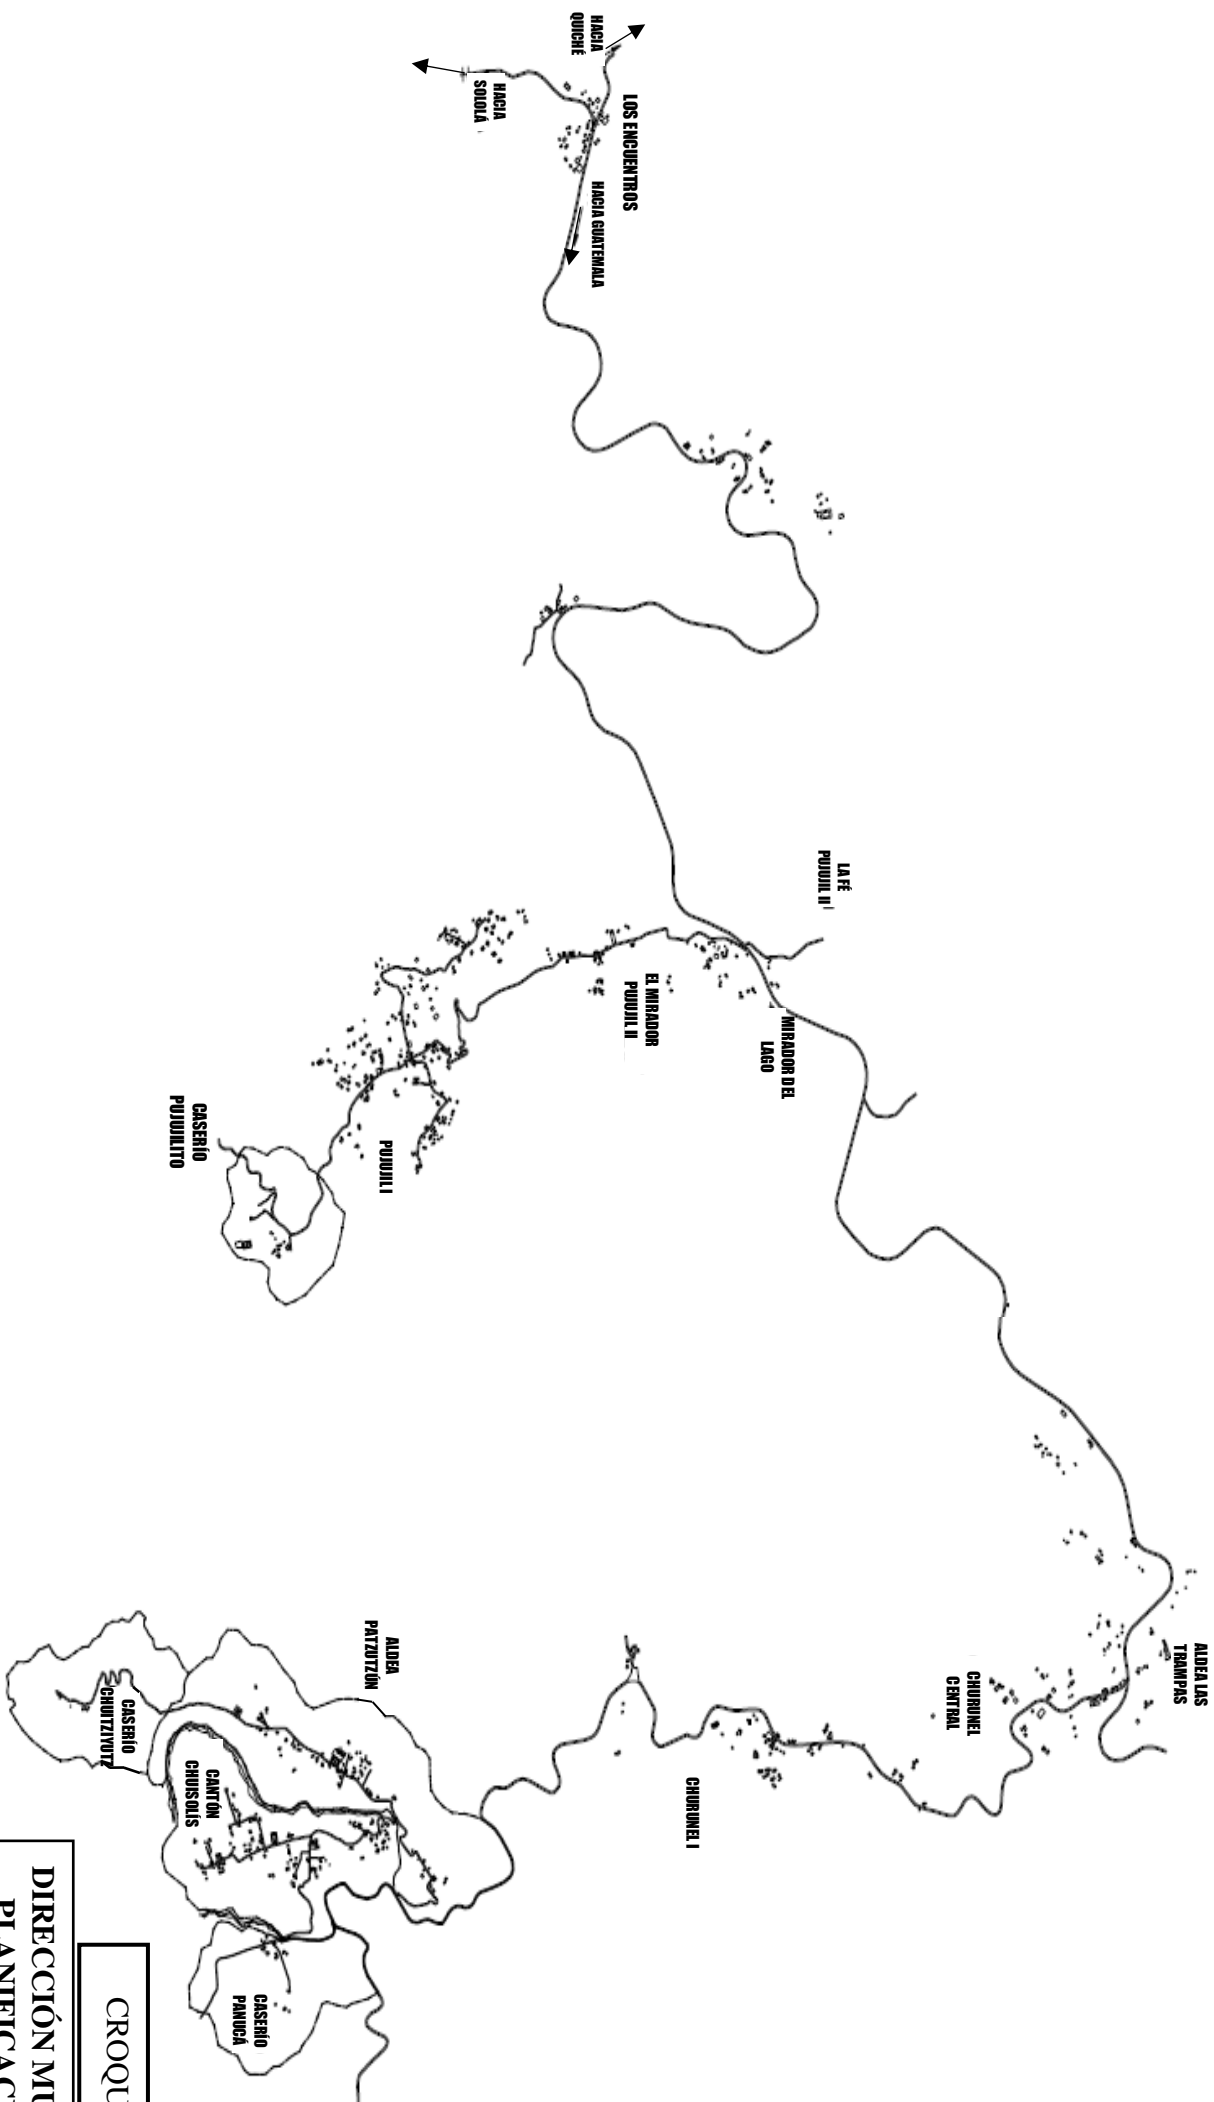 HACIA
QUICHÉ
HACIA
SOLOLÁ
LOS ENCUENTROS
HACIA GUATEMALA
LA FÉ
PUJUJIL II
EL MIRADOR
PUJUJIL II
MIRADOR DEL
LAGO
PUJUJIL I
CASERÍO
PUJUJILITO
ALDEA LAS
TRAMPAS
CHURUNEL
CENTRAL
CHURUNEL I
ALDEA
PATZUTZÚN
CASERÍO
CHUITZIYUTZ
CANTÓN
CHUISOLÍS
CASERÍO
PANUCÁ
CROQU
DIRECCIÓN MU
PLANIFICAC